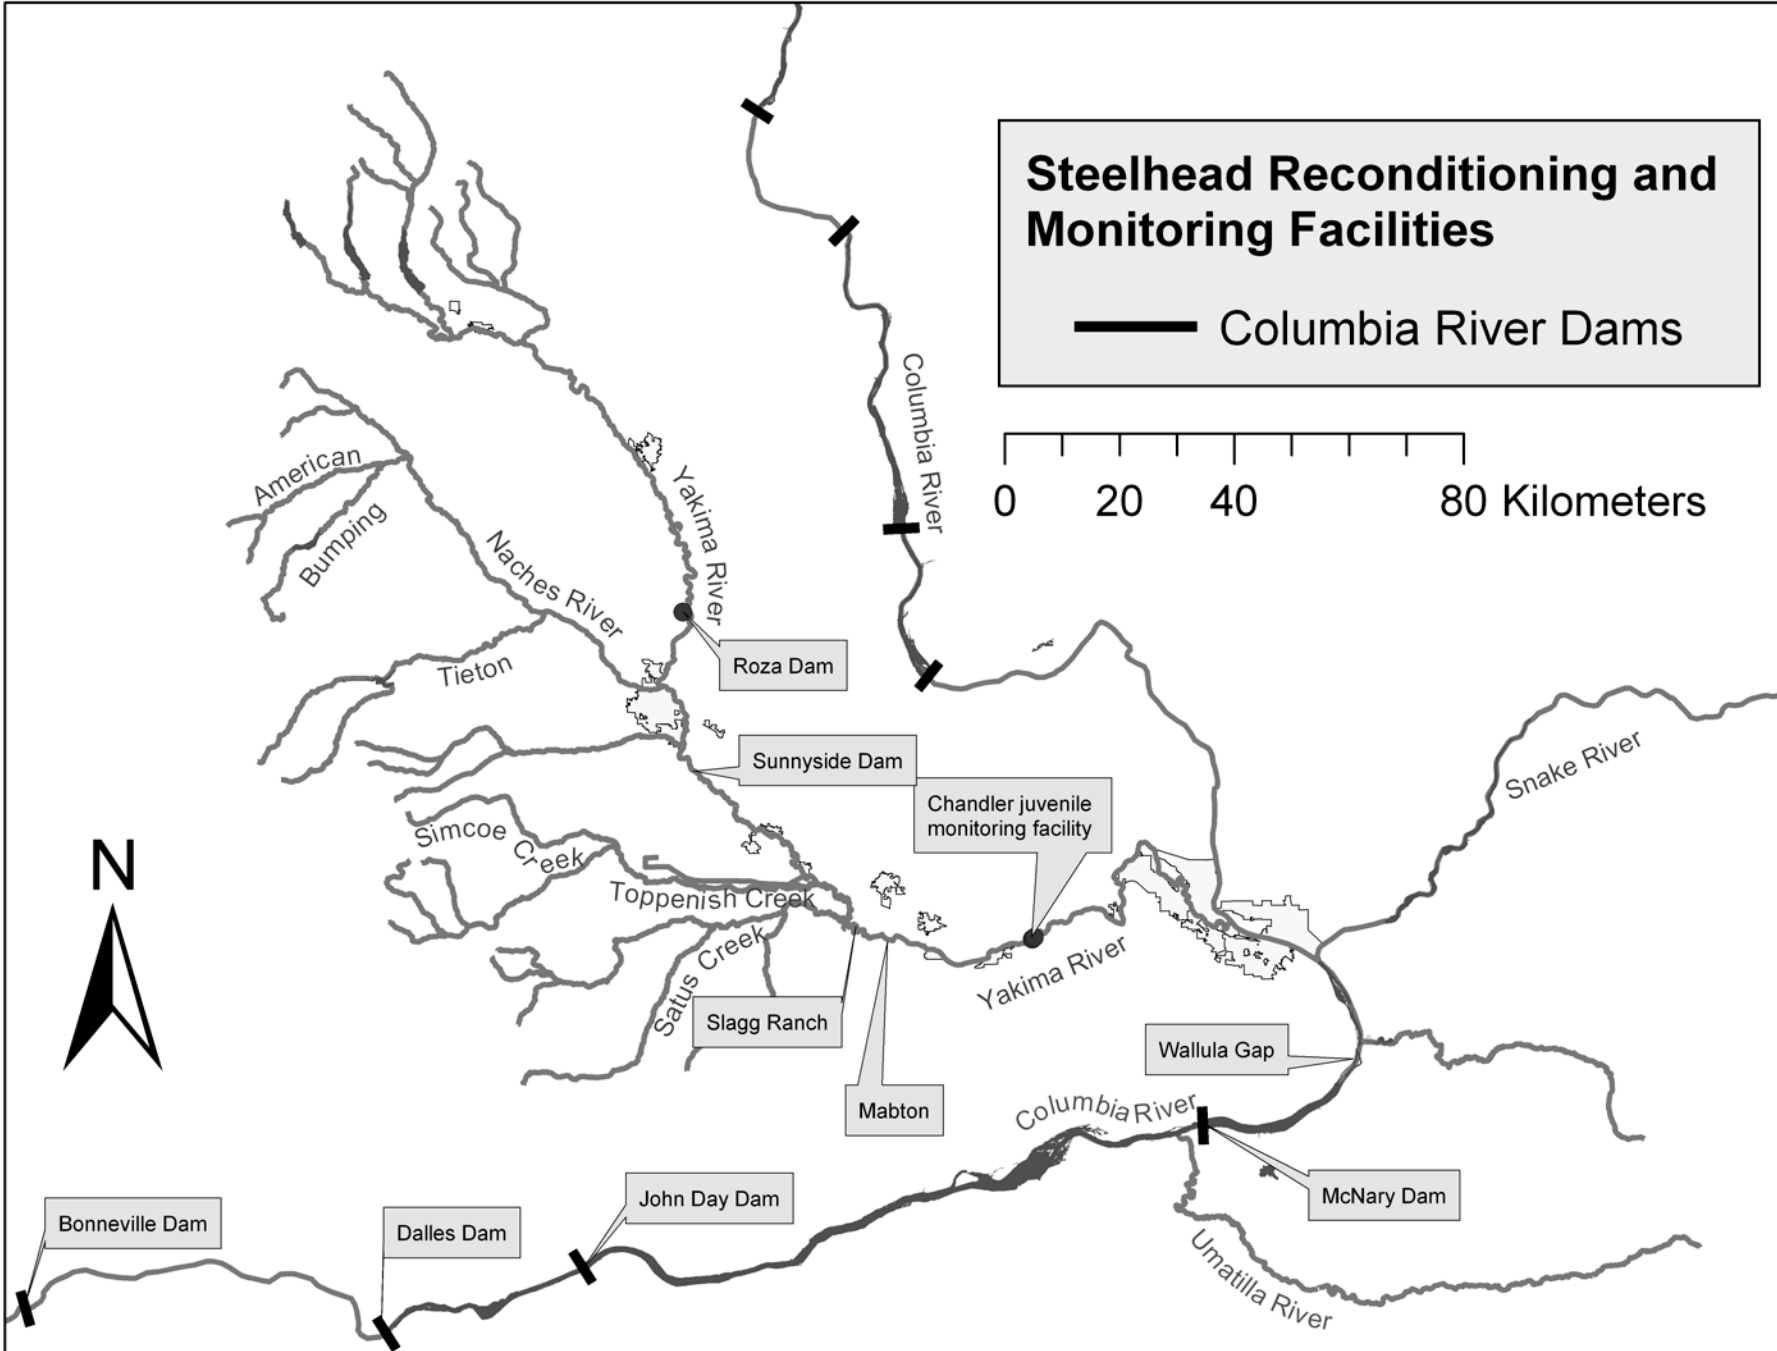 Steelhead Reconditioning and
Monitoring Facilities
Columbia River Dams
0 20 40 80 Kilometers
Columbia River
American
Bumping
Naches River
Yakima River
Tieton
Roza Dam
Sunnyside Dam
Chandler juvenile
monitoring facility
Snake River
Simcoe
Creek
N
Toppenish Creek
Satus Creek
Yakima River
Slagg Ranch
Wallula Gap
Mabton
Columbia River
McNary Dam
John Day Dam
Bonneville Dam
Dalles Dam
Umatilla River